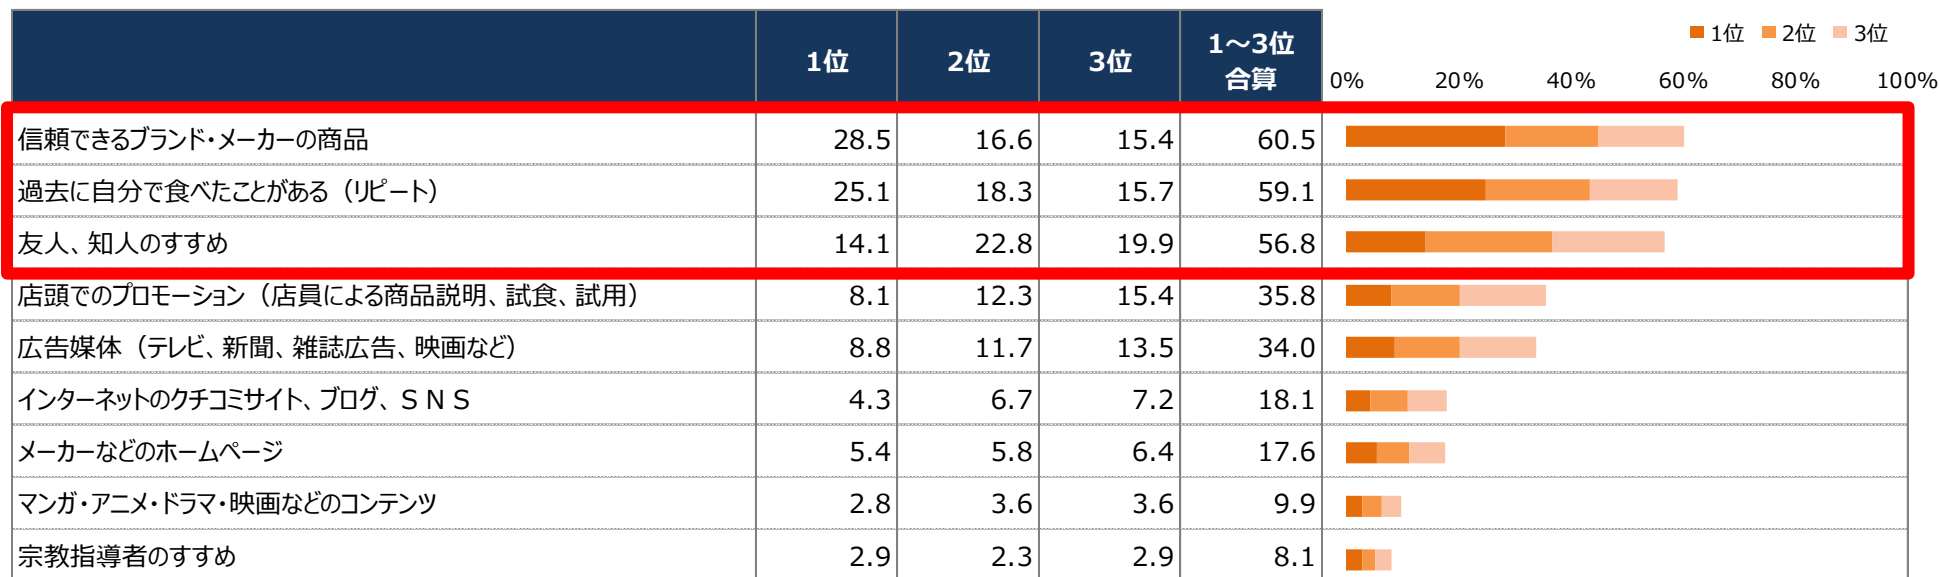 ■ 1位 ■ 2位 ■ 3位
1位 2位 3位 1～3位
合算
0% 20% 40% 60% 80% 100%
信頼できるブランド・メーカーの商品 28.5 16.6 15.4 60.5
過去に自分で食べたことがある（リピート） 25.1 18.3 15.7 59.1
友人、知人のすすめ 14.1 22.8 19.9 56.8
店頭でのプロモーション（店員による商品説明、試食、試用） 8.1 12.3 15.4 35.8
広告媒体（テレビ、新聞、雑誌広告、映画など） 8.8 11.7 13.5 34.0
インターネットのクチコミサイト、ブログ、ＳＮＳ 4.3 6.7 7.2 18.1
メーカーなどのホームページ 5.4 5.8 6.4 17.6
マンガ・アニメ・ドラマ・映画などのコンテンツ 2.8 3.6 3.6 9.9
宗教指導者のすすめ 2.9 2.3 2.9 8.1